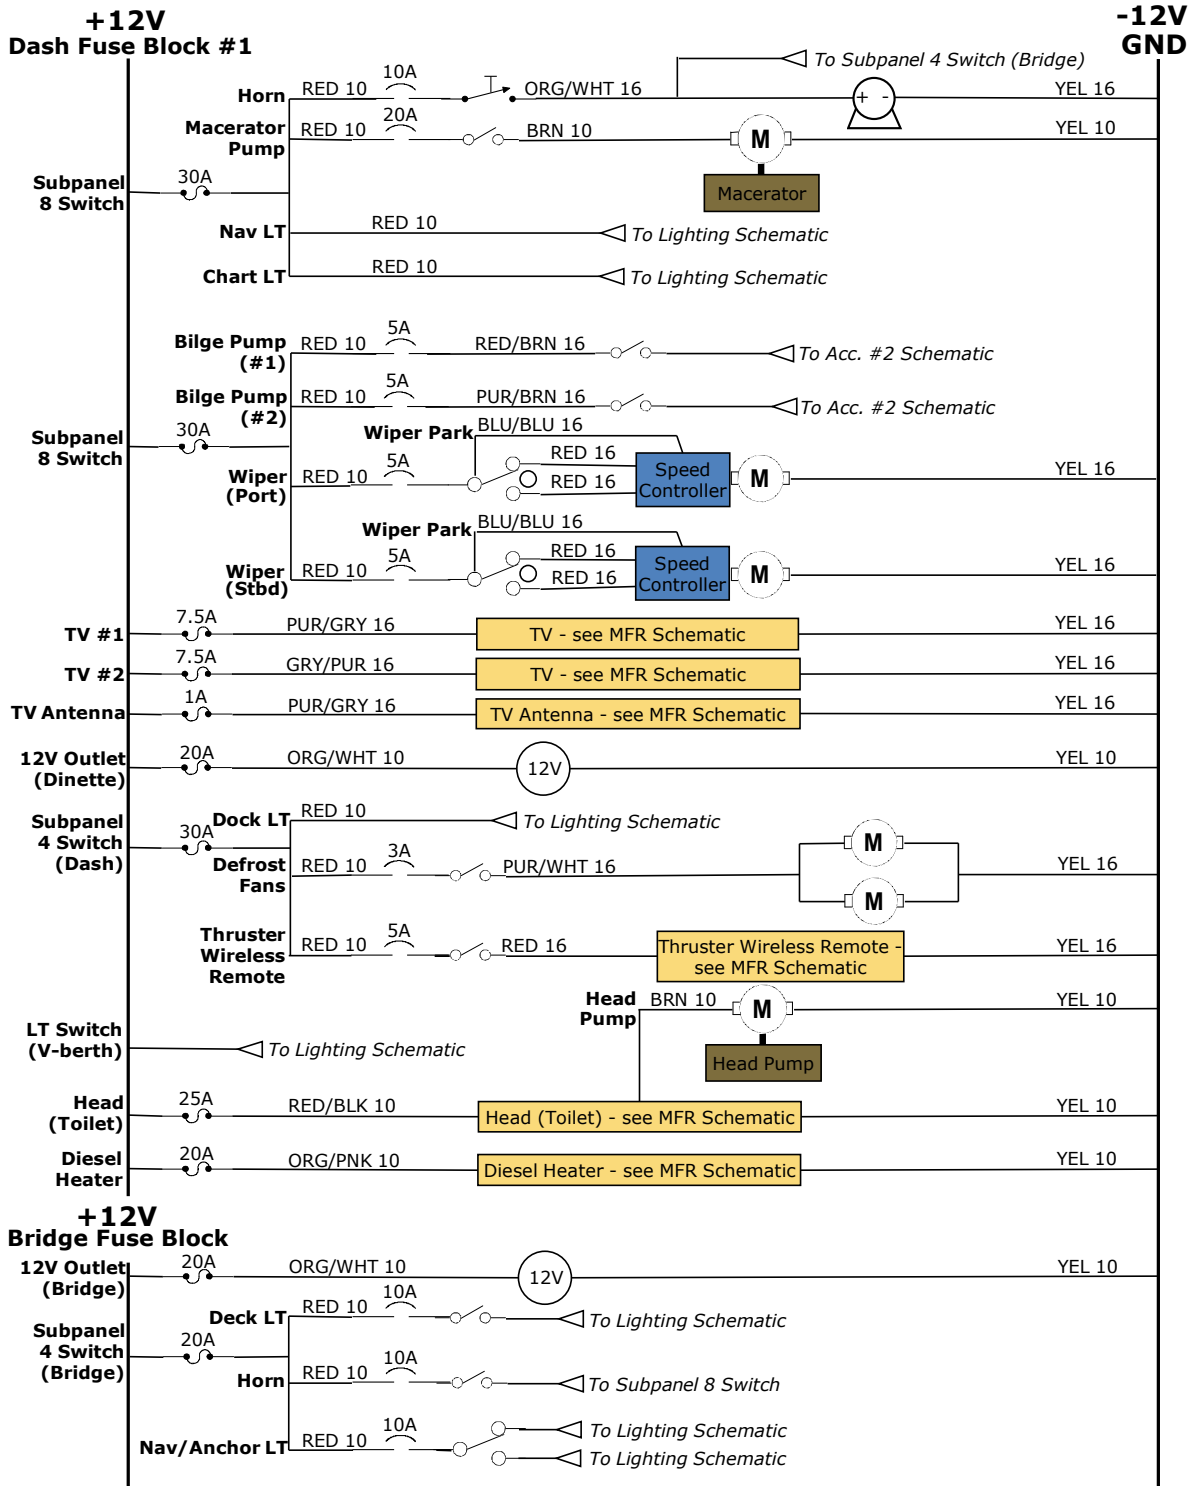 +12V
Dash Fuse Block #1
-12V
GND
To Subpanel 4 Switch (Bridge)
Horn RED 10 10A ORG/WHT 16 + - YEL 16
Macerator
Pump
RED 10 20A BRN 10 M YEL 10
Macerator
Subpanel
8 Switch
30A
Nav LT RED 10 To Lighting Schematic
Chart LT RED 10 To Lighting Schematic
Bilge Pump
(#1)
RED 10 5A RED/BRN 16 To Acc. #2 Schematic
Bilge Pump
(#2)
RED 10 5A PUR/BRN 16 To Acc. #2 Schematic
Subpanel
8 Switch
30A
Wiper Park BLU/BLU 16
Wiper
(Port)
RED 10 5A RED 16
RED 16
Speed
Controller
M YEL 16
Wiper Park BLU/BLU 16
Wiper
(Stbd)
RED 10 5A RED 16
RED 16
Speed
Controller
M YEL 16
TV #1 7.5A PUR/GRY 16 TV - see MFR Schematic YEL 16
TV #2 7.5A GRY/PUR 16 TV - see MFR Schematic YEL 16
TV Antenna 1A PUR/GRY 16 TV Antenna - see MFR Schematic YEL 16
12V Outlet
(Dinette)
20A ORG/WHT 10 12V YEL 10
Subpanel
4 Switch
(Dash)
30A
Dock LT RED 10 To Lighting Schematic
Defrost
Fans
RED 10 3A PUR/WHT 16 M
M
YEL 16
Thruster
Wireless
Remote
RED 10 5A RED 16 Thruster Wireless Remote -
see MFR Schematic
YEL 16
Head
Pump
BRN 10 M YEL 10
Head Pump
LT Switch
(V-berth)
To Lighting Schematic
Head
(Toilet)
25A RED/BLK 10 Head (Toilet) - see MFR Schematic YEL 10
Diesel
Heater
20A ORG/PNK 10 Diesel Heater - see MFR Schematic YEL 10
+12V
Bridge Fuse Block
12V Outlet
(Bridge)
20A ORG/WHT 10 12V YEL 10
Subpanel
4 Switch
(Bridge)
20A
Deck LT RED 10 10A To Lighting Schematic
Horn RED 10 10A To Subpanel 8 Switch
Nav/Anchor LT RED 10 10A To Lighting Schematic
To Lighting Schematic